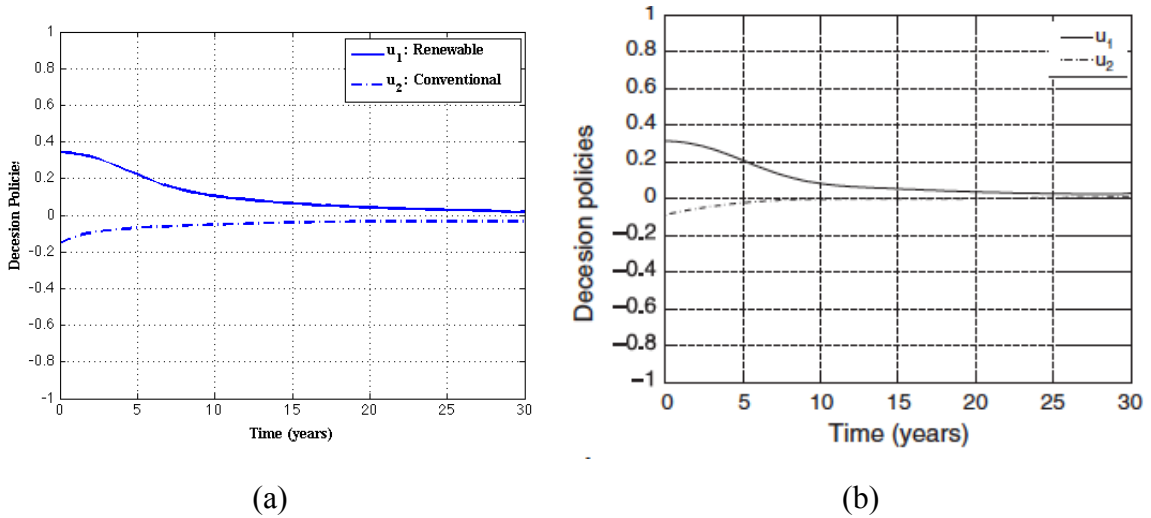 1
0.8
0.6
0.4
0.2
0
-0.2
-0.4
-0.6
-0.8
-1
Decesion Policies
u1: Renewable
u2: Conventional
0 5 10 15 20 25 30
Time (years)
(a)
1
0.8
0.6
0.4
0.2
0
−0.2
−0.4
−0.6
−0.8
−1
Decesion policies
u1
u2
0 5 10 15 20 25 30
Time (years)
(b)